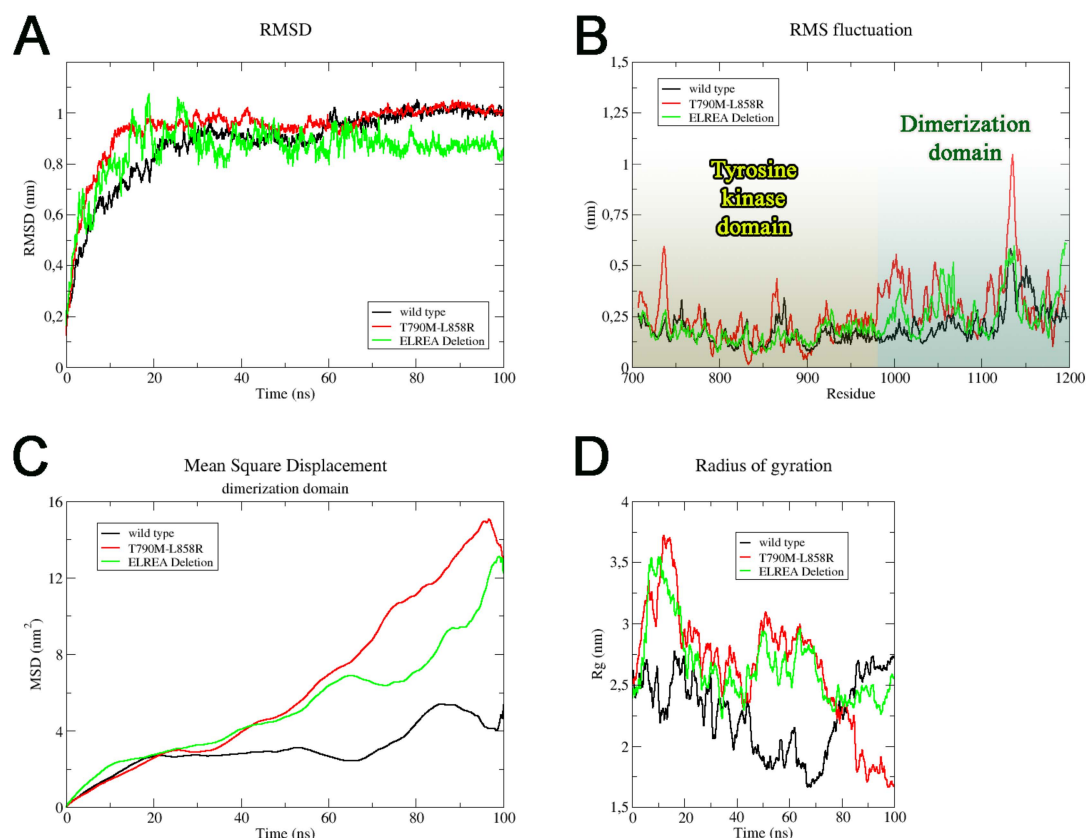 A
RMSD
RMSD (nm)
1
0,8
0,6
0,4
0,2
0
0 20 40 60 80 100
Time (ns)
wild type
T790M-L858R
ELREA Deletion
B
RMS fluctuation
(nm)
1,5
1,25
1
0,75
0,5
0,25
0
700 800 900 1000 1100 1200
Residue
wild type
T790M-L858R
ELREA Deletion
Tyrosine
kinase
domain
Dimerization
domain
C
Mean Square Displacement
dimerization domain
MSD (nm2)
16
12
8
4
0
0 20 40 60 80 100
Time (ns)
wild type
T790M-L858R
ELREA Deletion
D
Radius of gyration
Rg (nm)
4
3,5
3
2,5
2
1,5
0 20 40 60 80 100
Time (ns)
wild type
T790M-L858R
ELREA Deletion